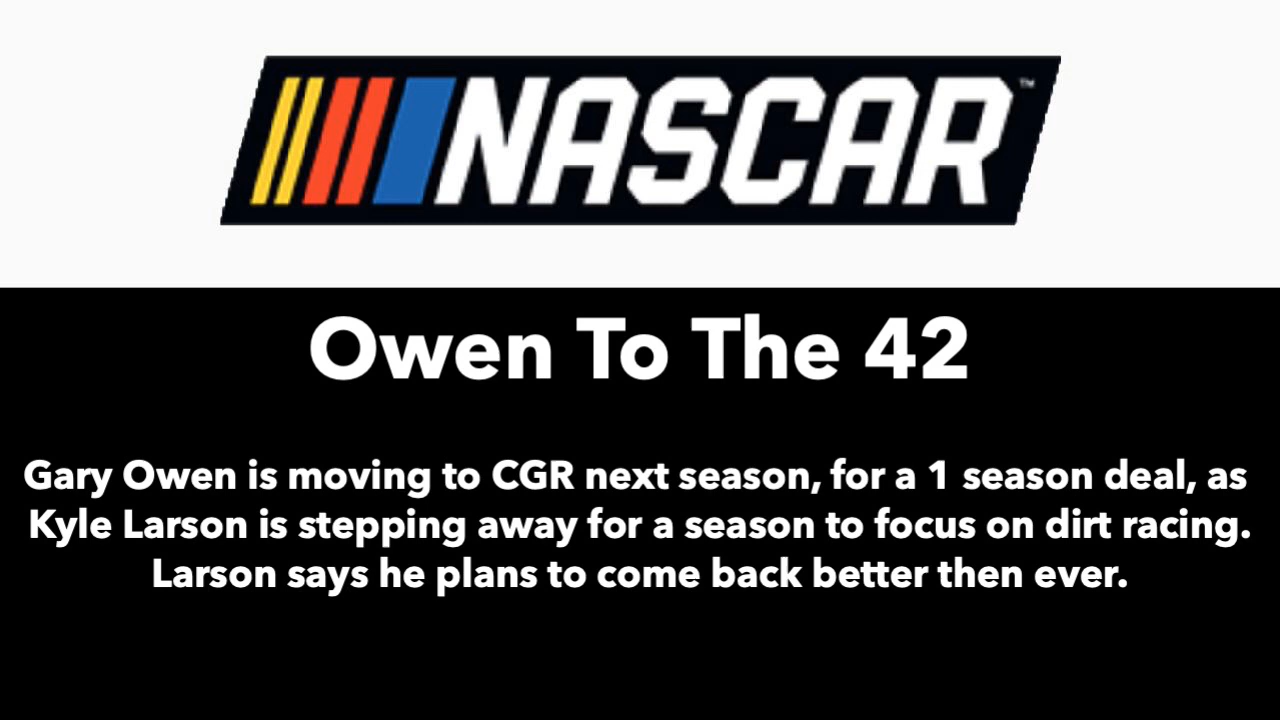 NASCAR™
Owen To The 42
Gary Owen is moving to CGR next season, for a 1 season deal, as
Kyle Larson is stepping away for a season to focus on dirt racing.
Larson says he plans to come back better then ever.